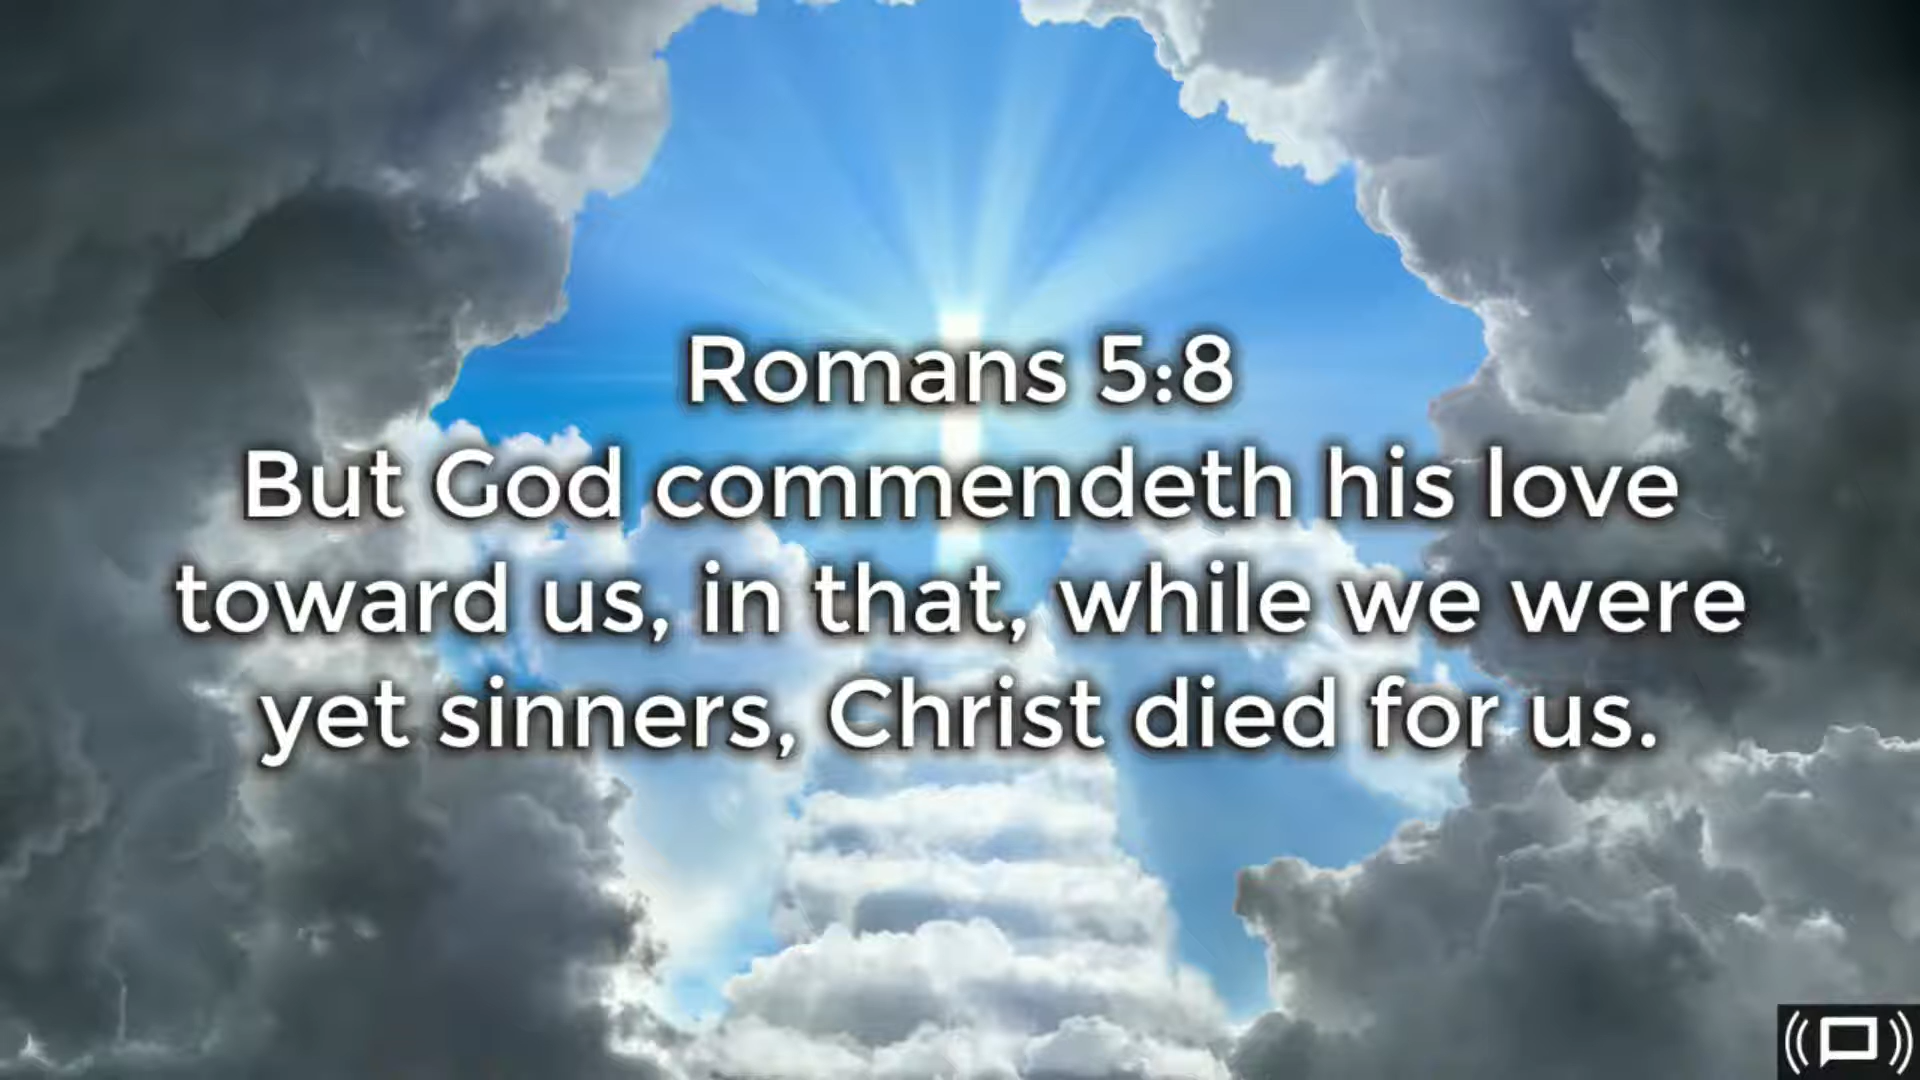 Romans 5:8
But God commendeth his love
toward us, in that, while we were
yet sinners, Christ died for us.